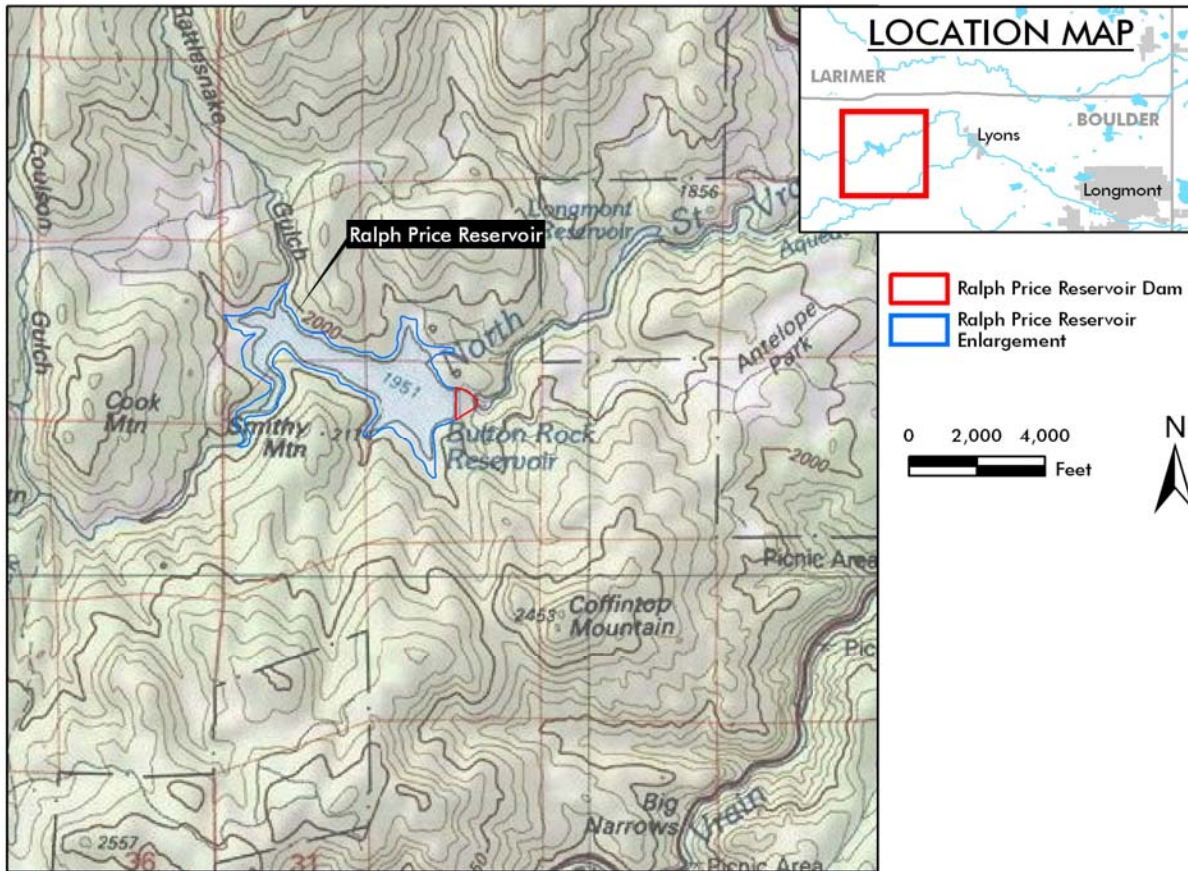 Rattlesnake
Gulch
Coulson
Gulch
Ralph Price Reservoir
Longmont
Reservoir
1856
St
Aqued
2000
North
1951
Antelope
Park
Cook
Mtn
Smithy
Mtn
Button Rock
Reservoir
2000
Picnic Area
2453
Coffintop
Mountain
Pic
Big
Narrows
Vrain
Picnic Area
2557
36
31
LOCATION MAP
LARIMER
BOULDER
Lyons
Longmont
Ralph Price Reservoir Dam
Ralph Price Reservoir
Enlargement
0 2,000 4,000
Feet
N